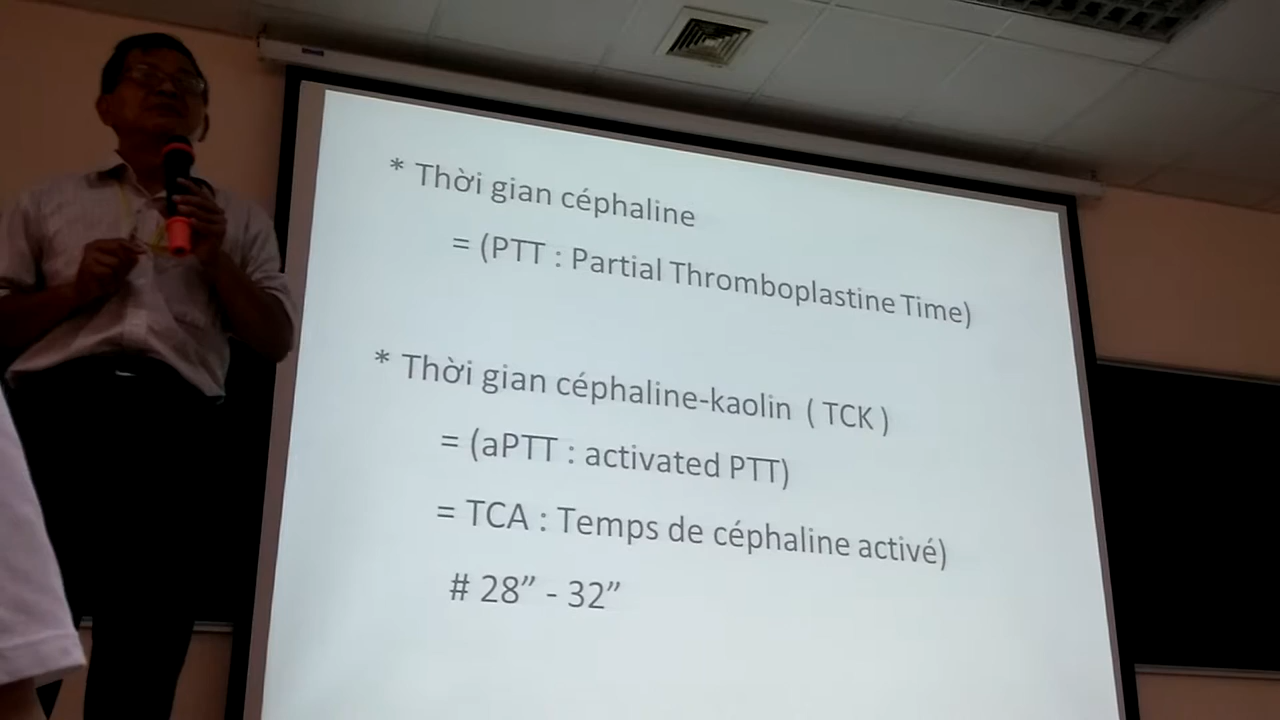 * Thời gian céphaline
= (PTT : Partial Thromboplastine Time)
* Thời gian céphaline-kaolin ( TCK )
= (aPTT : activated PTT)
= TCA : Temps de céphaline activé)
# 28” - 32”